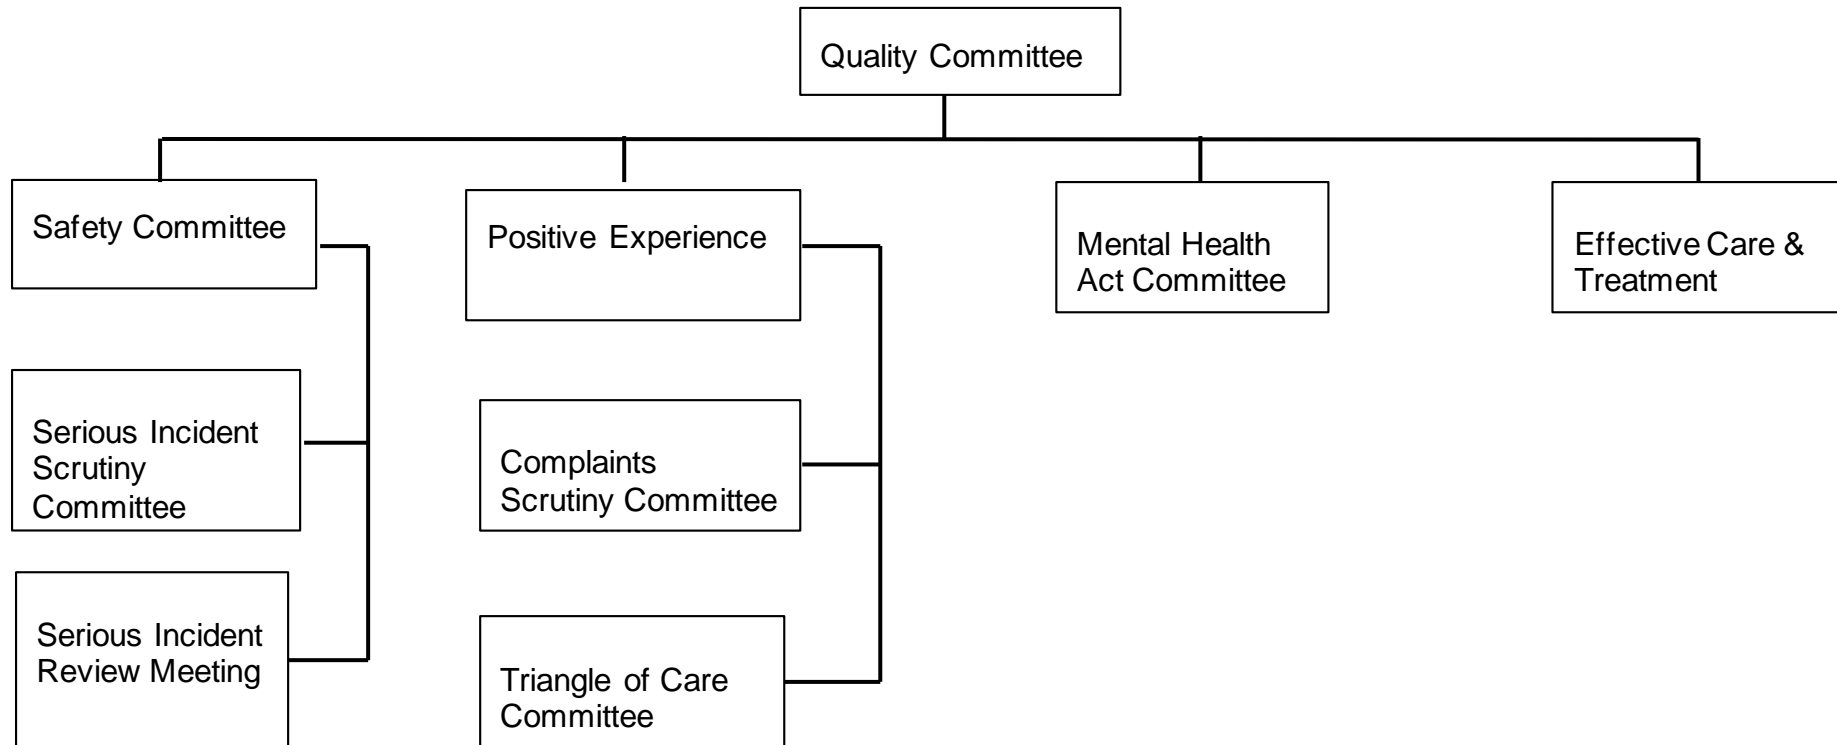 Quality Committee
Safety Committee
Positive Experience
Mental Health
Act Committee
Effective Care &
Treatment
Serious Incident
Scrutiny
Committee
Complaints
Scrutiny Committee
Serious Incident
Review Meeting
Triangle of Care
Committee